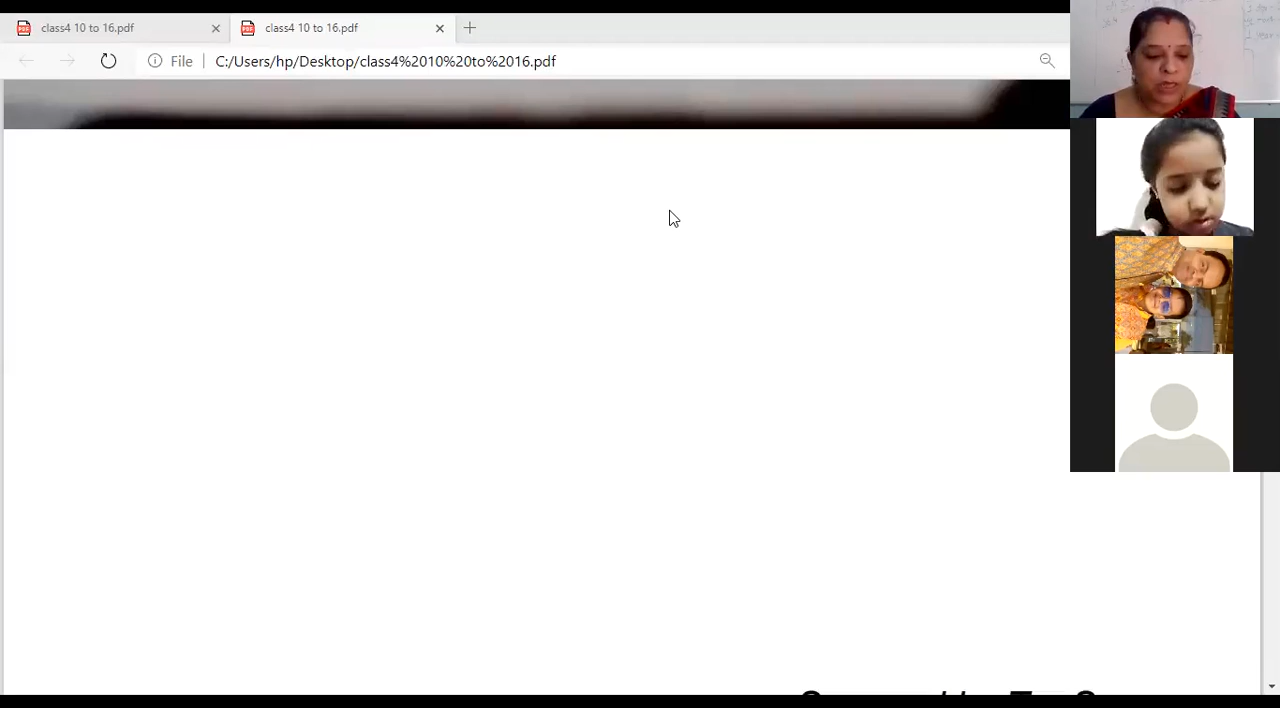 class4 10 to 16.pdf
class4 10 to 16.pdf
File
C:/Users/hp/Desktop/class4%2010%20to%2016.pdf